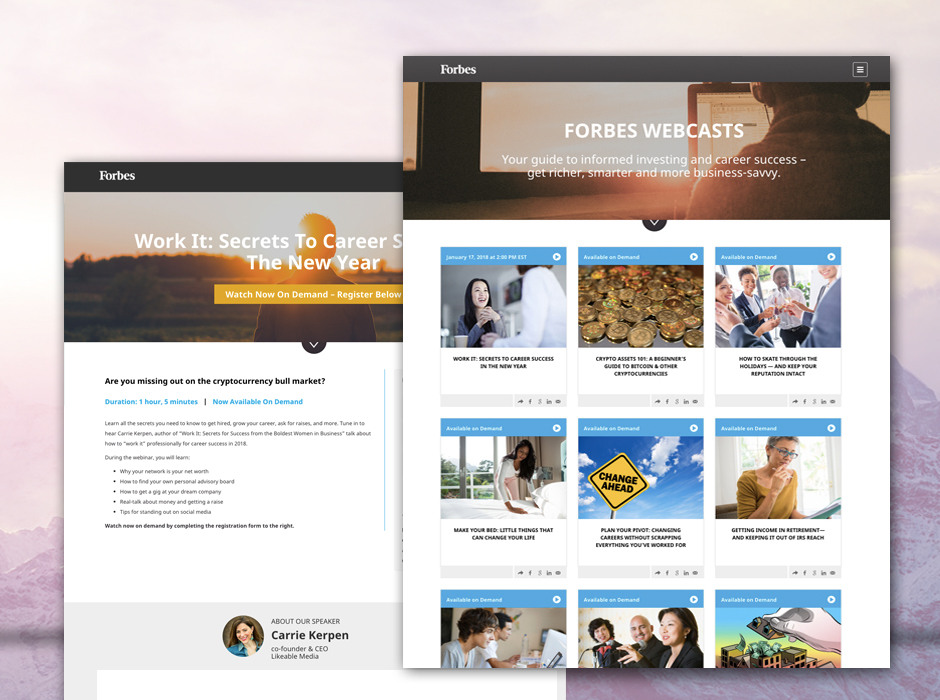 Forbes
Work It: Secrets To Career S
The New Year
Watch Now On Demand – Register Below
Are you missing out on the cryptocurrency bull market?
Duration: 1 hour, 5 minutes | Now Available On Demand
Learn all the secrets you need to know to get hired, grow your career, ask for raises, and more. Tune in to
hear Carrie Kerpen, author of "Work It: Secrets for Success from the Boldest Women in Business" talk about
how to "work it" professionally for career success in 2018.
During the webinar, you will learn:
• Why your network is your net worth
• How to find your own personal advisory board
• How to get a gig at your dream company
• Real-talk about money and getting a raise
• Tips for standing out on social media
Watch now on demand by completing the registration form to the right.
ABOUT OUR SPEAKER
Carrie Kerpen
co-founder & CEO
Likeable Media
Forbes
FORBES WEBCASTS
Your guide to informed investing and career success –
get richer, smarter and more business-savvy.
January 17, 2018 at 2:00 PM EST
WORK IT: SECRETS TO CAREER SUCCESS
IN THE NEW YEAR
Available on Demand
CRYPTO ASSETS 101: A BEGINNER'S
GUIDE TO BITCOIN & OTHER
CRYPTOCURRENCIES
Available on Demand
HOW TO SKATE THROUGH THE
HOLIDAYS — AND KEEP YOUR
REPUTATION INTACT
Available on Demand
MAKE YOUR BED: LITTLE THINGS THAT
CAN CHANGE YOUR LIFE
Available on Demand
CHANGE
AHEAD
PLAN YOUR PIVOT: CHANGING
CAREERS WITHOUT SCRAPPING
EVERYTHING YOU'VE WORKED FOR
Available on Demand
GETTING INCOME IN RETIREMENT—
AND KEEPING IT OUT OF IRS REACH
Available on Demand
Available on Demand
Available on Demand